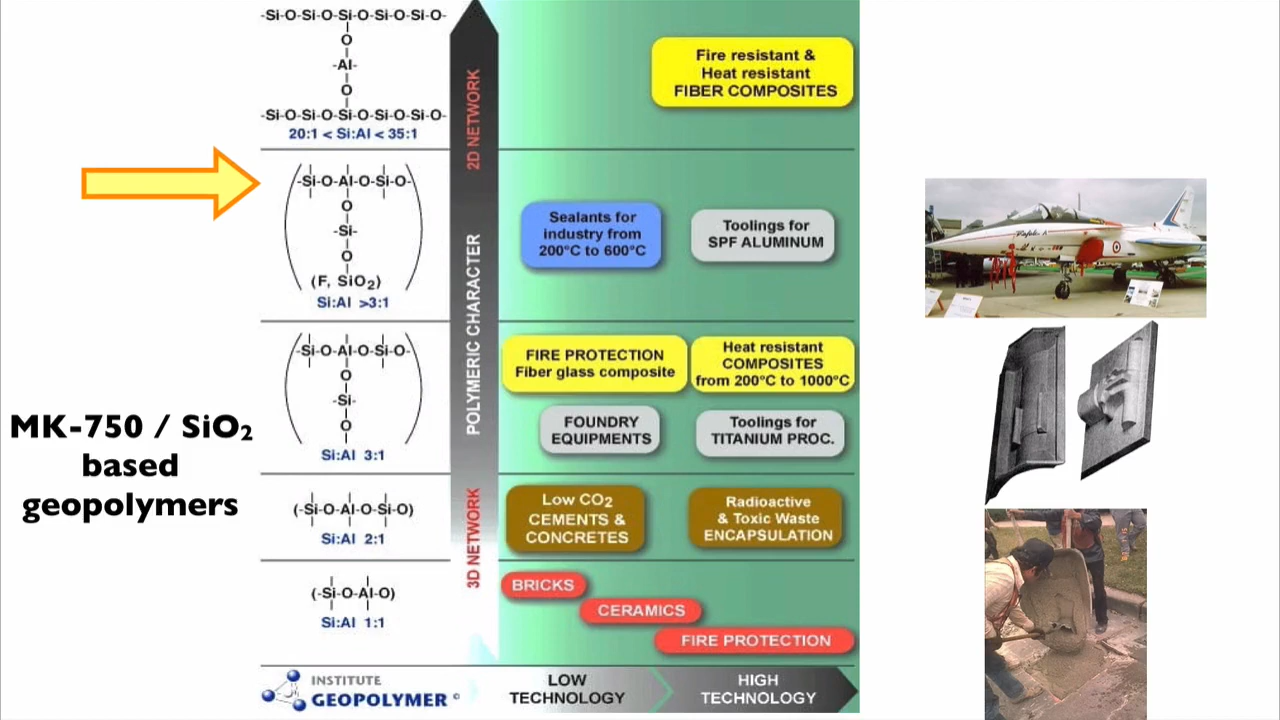 -Si-O-Si-O-Si-O-Si-O-Si-O-
O
-Al-
O
-Si-O-Si-O-Si-O-Si-O-Si-O-
20:1 < Si:Al < 35:1
-Si-O-Al-O-Si-O-
O
-Si-
O
(F, SiO₂)
Si:Al >3:1
-Si-O-Al-O-Si-O-
O
-Si-
O
Si:Al 3:1
(-Si-O-Al-O-Si-O)
Si:Al 2:1
(-Si-O-Al-O)
Si:Al 1:1
MK-750 / SiO₂
based
geopolymers
2D NETWORK
POLYMERIC CHARACTER
3D NETWORK
Fire resistant &
Heat resistant
FIBER COMPOSITES
Sealants for
industry from
200°C to 600°C
Toolings for
SPF ALUMINUM
FIRE PROTECTION
Fiber glass composite
Heat resistant
COMPOSITES
from 200°C to 1000°C
FOUNDRY
EQUIPMENTS
Toolings for
TITANIUM PROC.
Low CO₂
CEMENTS &
CONCRETES
Radioactive
& Toxic Waste
ENCAPSULATION
BRICKS
CERAMICS
FIRE PROTECTION
INSTITUTE
GEOPOLYMER ©
LOW
TECHNOLOGY
HIGH
TECHNOLOGY